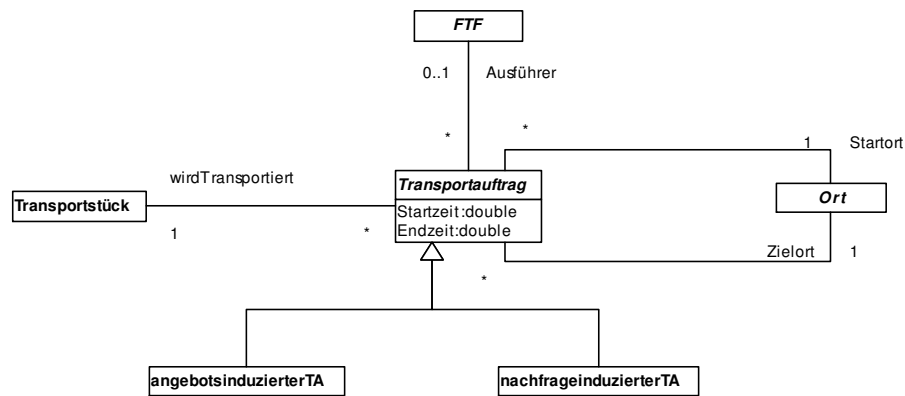 FTF
0..1 Ausführer
*
*
1 Startort
wirdTransportiert
Transportauftrag
Transportstück
Startzeit:double
Endzeit:double
Ort
1
*
Zielort 1
*
angebotsinduzierterTA
nachfrageinduzierterTA